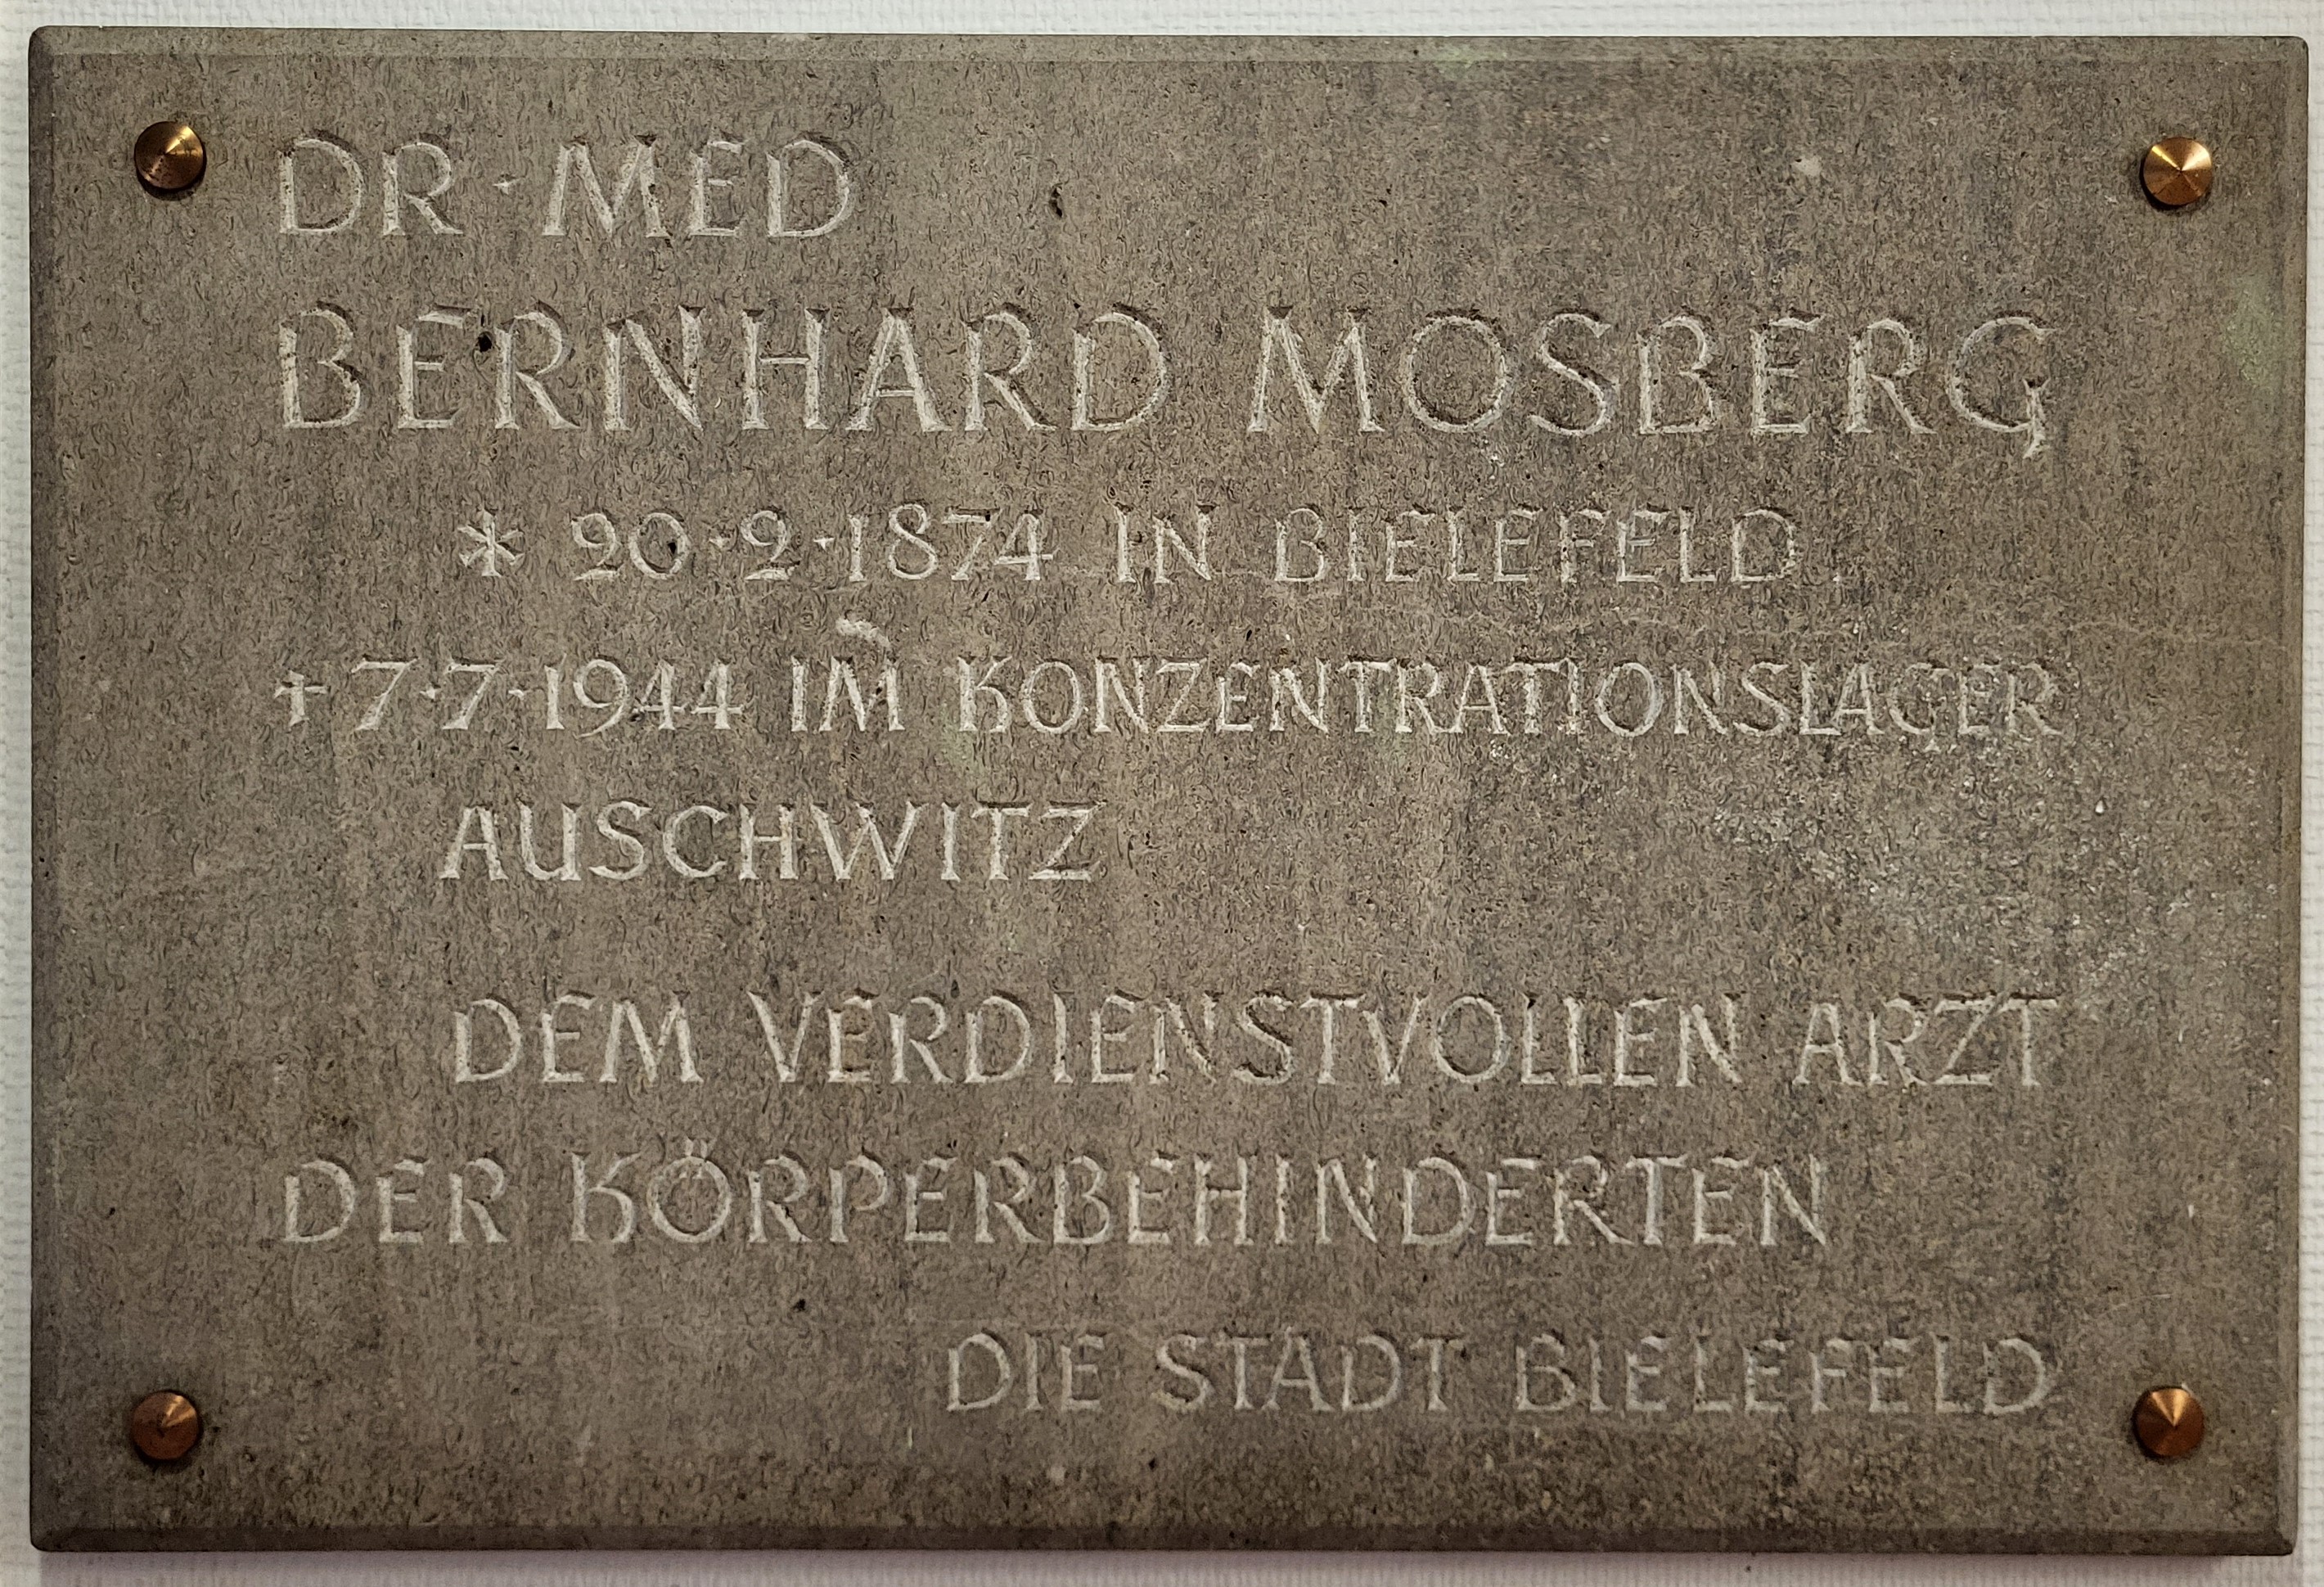 DR · MED
BERNHARD MOSBERG
* 20·2·1874 IN BIELEFELD
† 7·7·1944 IM KONZENTRATIONSLAGER
AUSCHWITZ
DEM VERDIENSTVOLLEN ARZT
DER KÖRPERBEHINDERTEN
DIE STADT BIELEFELD